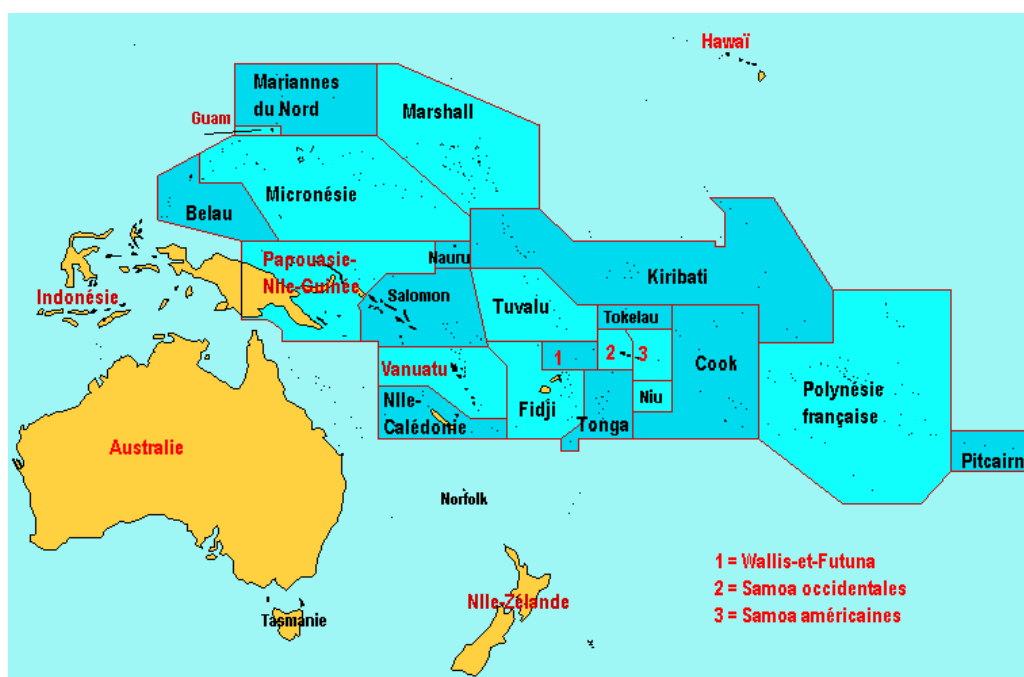 Hawaï
Mariannes
du Nord
Marshall
Guam
Micronésie
Belau
Papouasie-
Nlle-Guinée
Nauru
Kiribati
Indonésie
Salomon
Tuvalu
Tokelau
Vanuatu
1
2
3
Cook
Nlle-
Calédonie
Fidji
Niu
Tonga
Polynésie
française
Australie
Pitcairn
Norfolk
1 = Wallis-et-Futuna
2 = Samoa occidentales
3 = Samoa américaines
Nlle-Zélande
Tasmanie